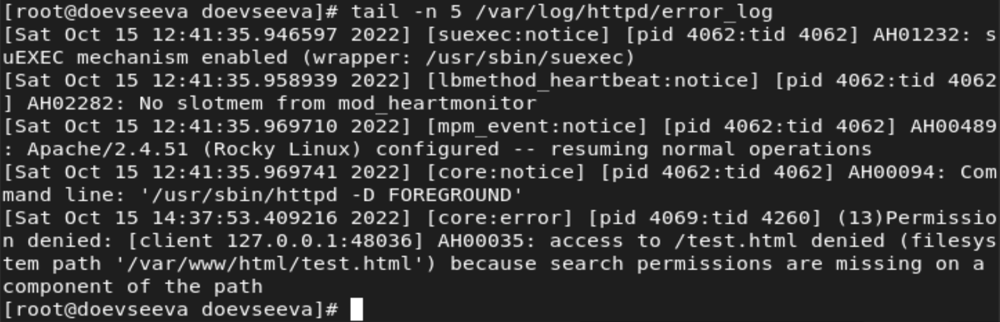 [root@doevseeva doevseeva]# tail -n 5 /var/log/httpd/error_log
[Sat Oct 15 12:41:35.946597 2022] [suexec:notice] [pid 4062:tid 4062] AH01232: s
uEXEC mechanism enabled (wrapper: /usr/sbin/suexec)
[Sat Oct 15 12:41:35.958939 2022] [lbmethod_heartbeat:notice] [pid 4062:tid 4062
] AH02282: No slotmem from mod_heartmonitor
[Sat Oct 15 12:41:35.969710 2022] [mpm_event:notice] [pid 4062:tid 4062] AH00489
: Apache/2.4.51 (Rocky Linux) configured -- resuming normal operations
[Sat Oct 15 12:41:35.969741 2022] [core:notice] [pid 4062:tid 4062] AH00094: Com
mand line: '/usr/sbin/httpd -D FOREGROUND'
[Sat Oct 15 14:37:53.409216 2022] [core:error] [pid 4069:tid 4260] (13)Permissio
n denied: [client 127.0.0.1:48036] AH00035: access to /test.html denied (filesys
tem path '/var/www/html/test.html') because search permissions are missing on a
component of the path
[root@doevseeva doevseeva]#